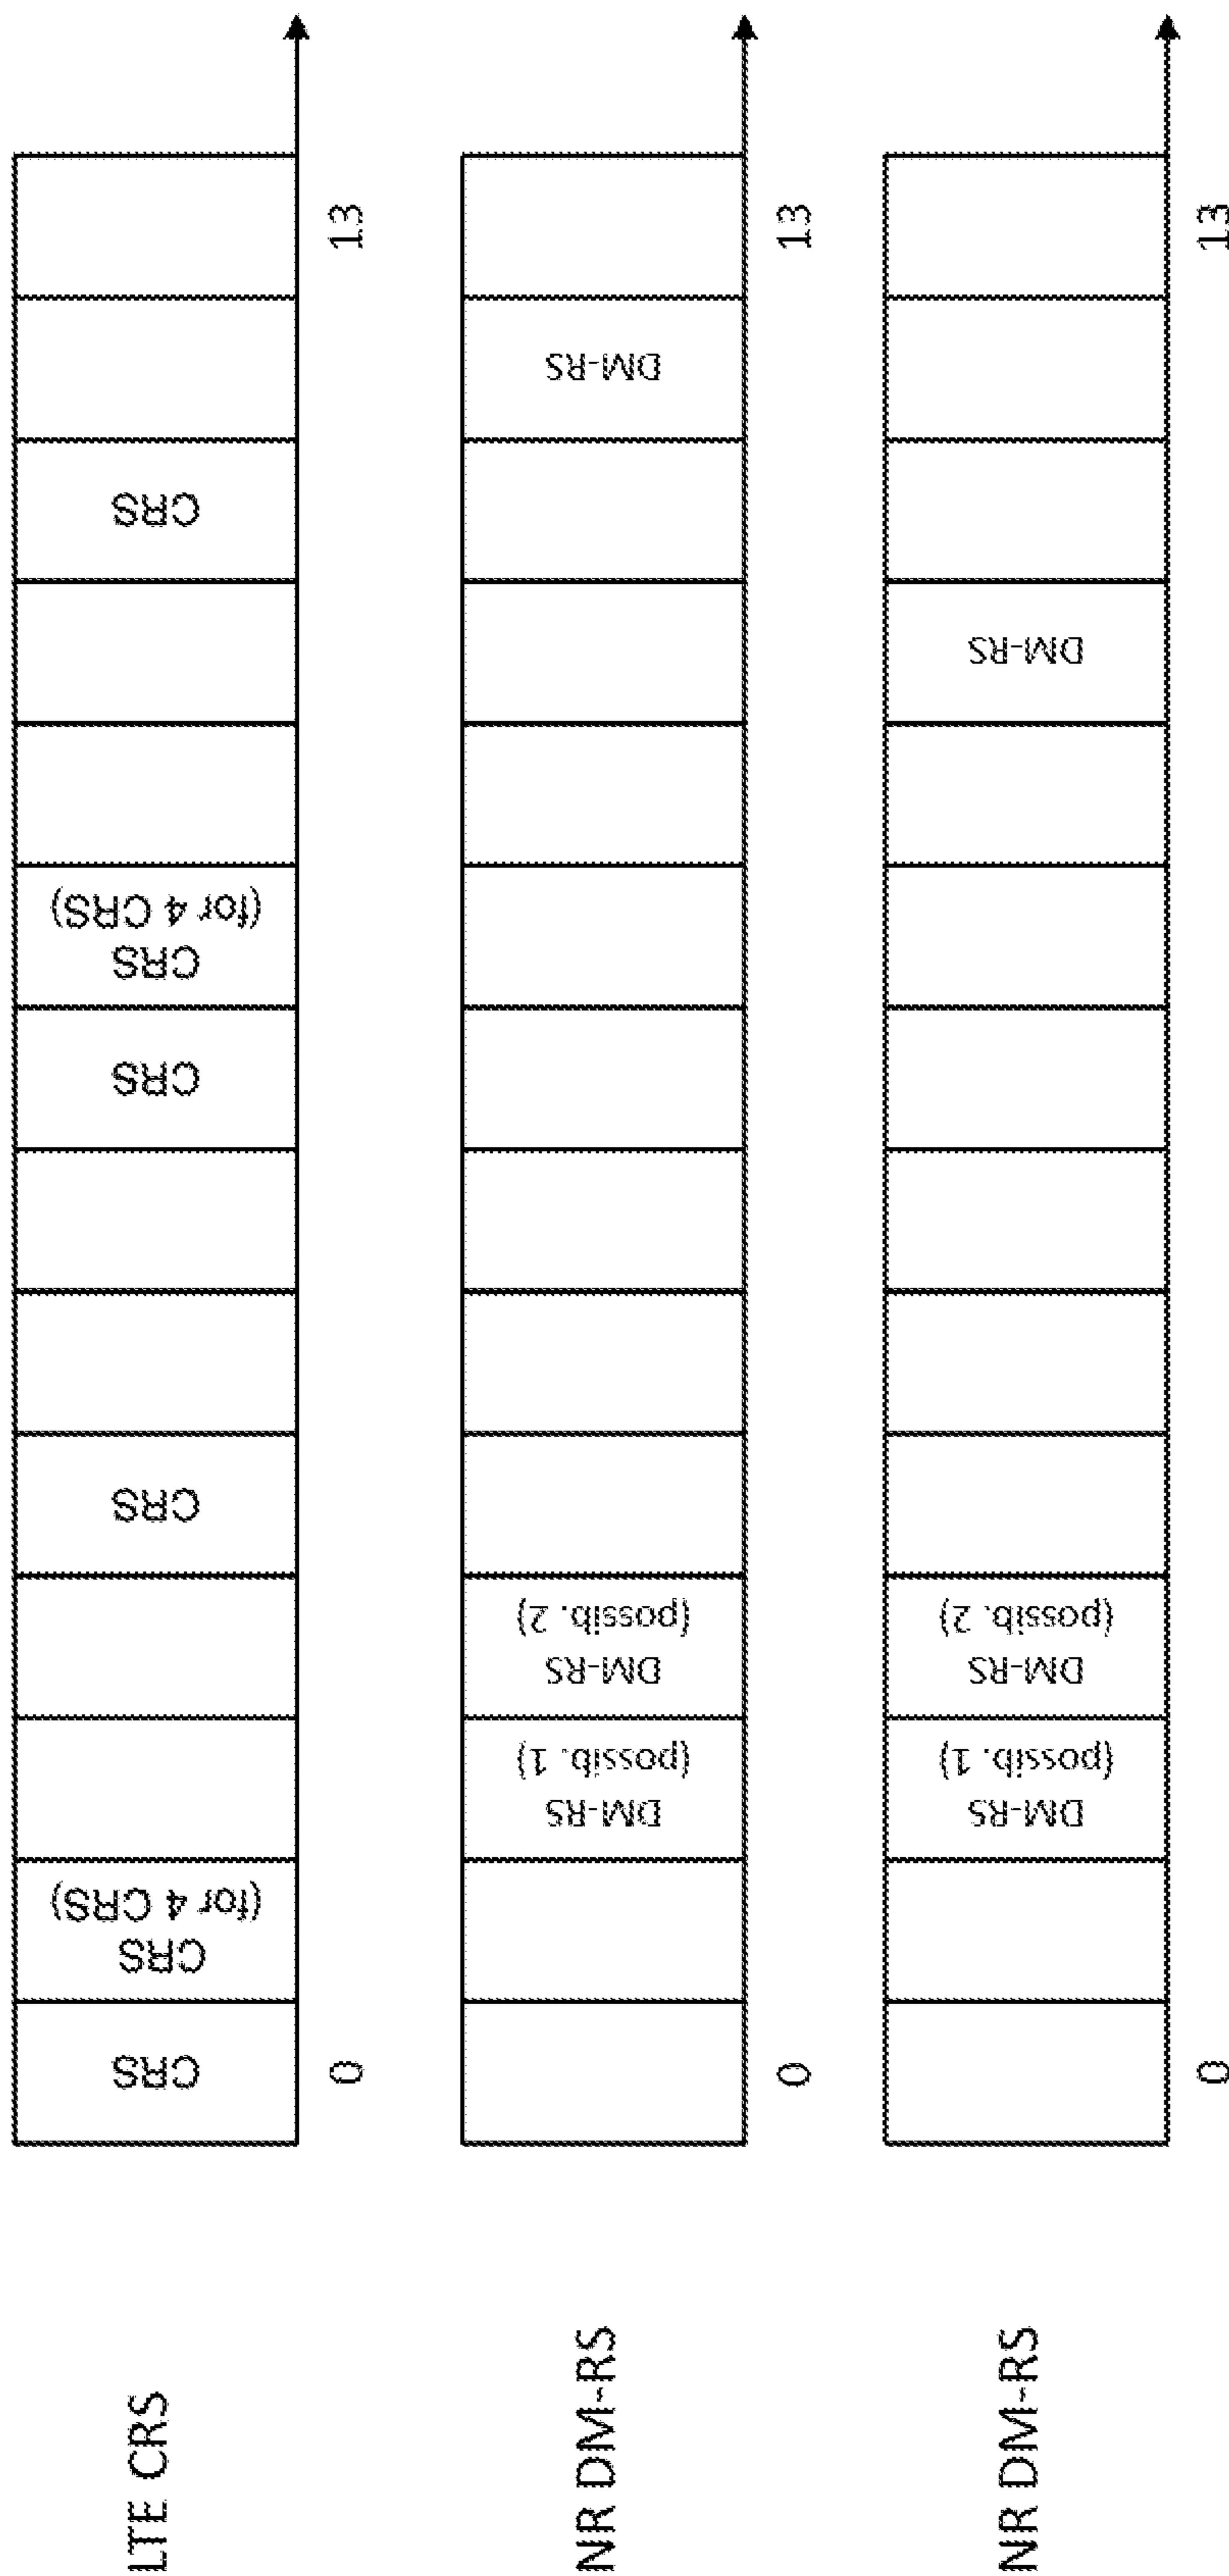 LTE CRS
CRS
CRS
(for 4 CRS)
CRS
CRS
CRS
(for 4 CRS)
CRS
0
13
NR DM-RS
DM-RS
(possib. 1)
DM-RS
(possib. 2)
DM-RS
0
13
NR DM-RS
DM-RS
(possib. 1)
DM-RS
(possib. 2)
DM-RS
0
13